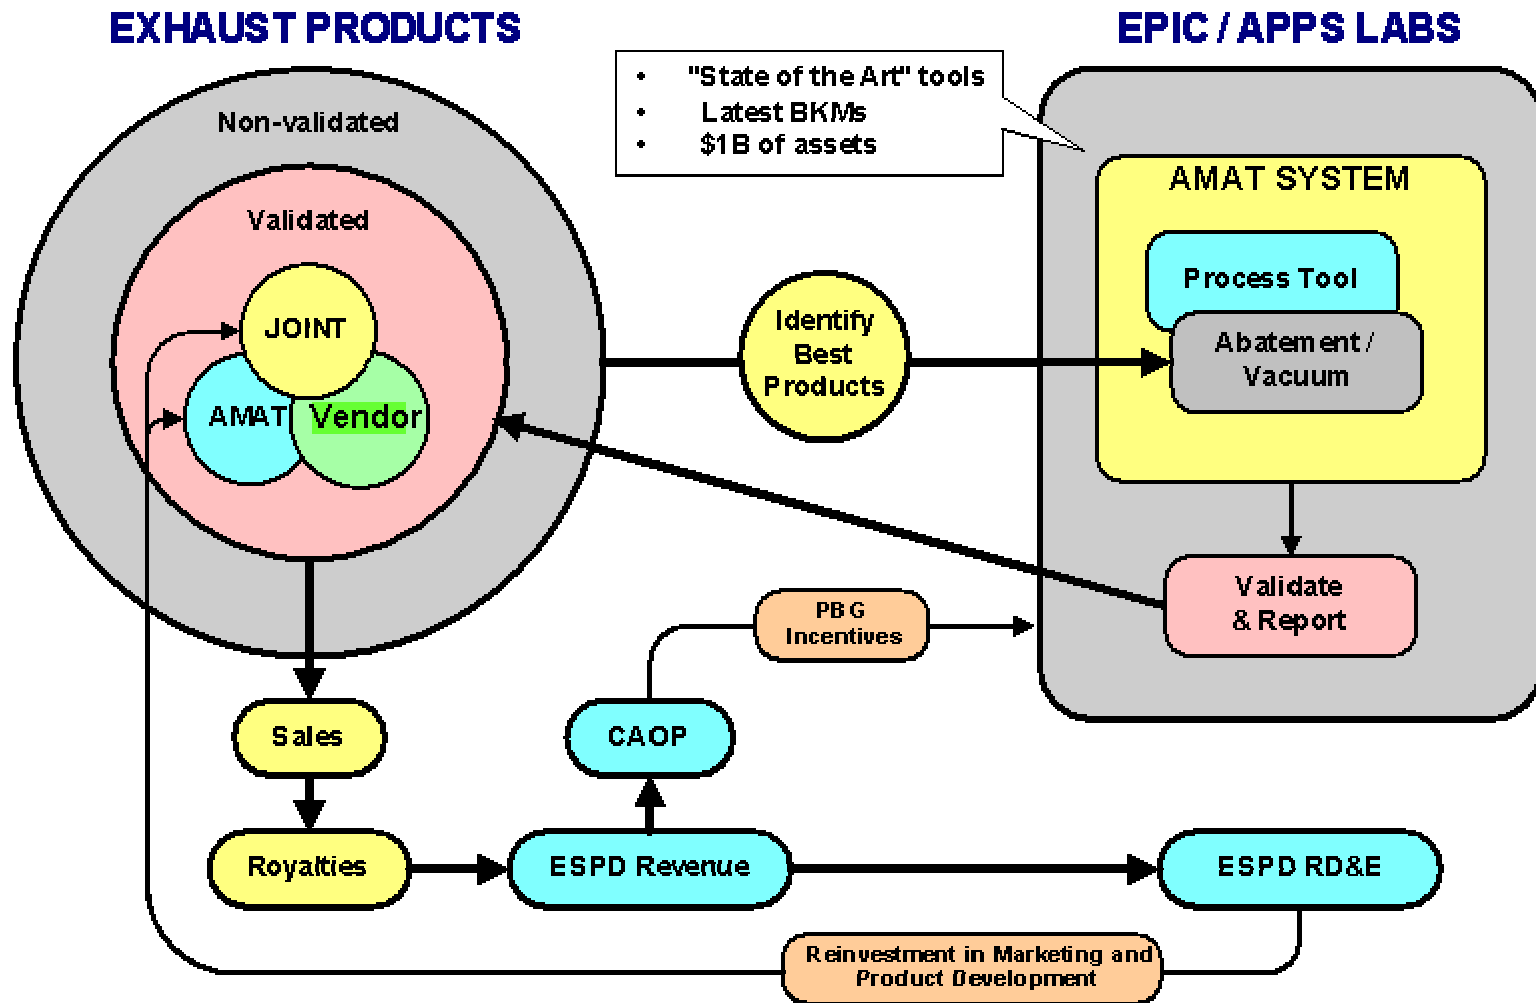 EXHAUST PRODUCTS
EPIC / APPS LABS
• "State of the Art" tools
• Latest BKMs
• $1B of assets
Non-validated
Validated
JOINT
AMAT
Vendor
Identify
Best
Products
AMAT SYSTEM
Process Tool
Abatement /
Vacuum
Validate
& Report
PBG
Incentives
Sales
CAOP
Royalties
ESPD Revenue
ESPD RD&E
Reinvestment in Marketing and
Product Development